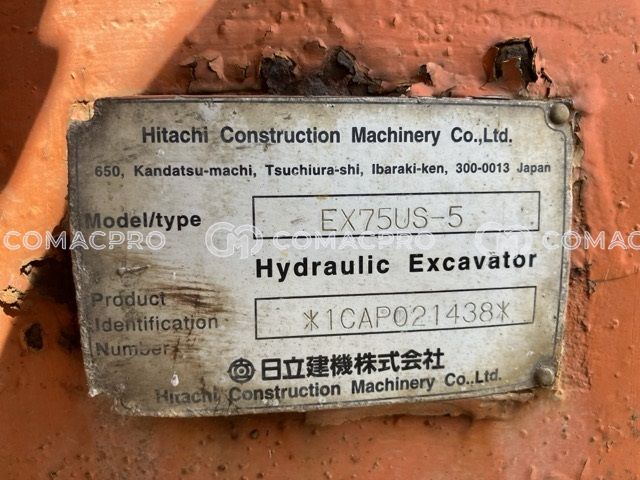 Hitachi Construction Machinery Co.,Ltd.
650, Kandatsu-machi, Tsuchiura-shi, Ibaraki-ken, 300-0013 Japan
Model/type EX75US-5
COMACPRO COMACPRO COMACPRO
Hydraulic Excavator
Product
Identification *1CAP021438*
Number
日立建機株式会社
Hitachi Construction Machinery Co.,Ltd.